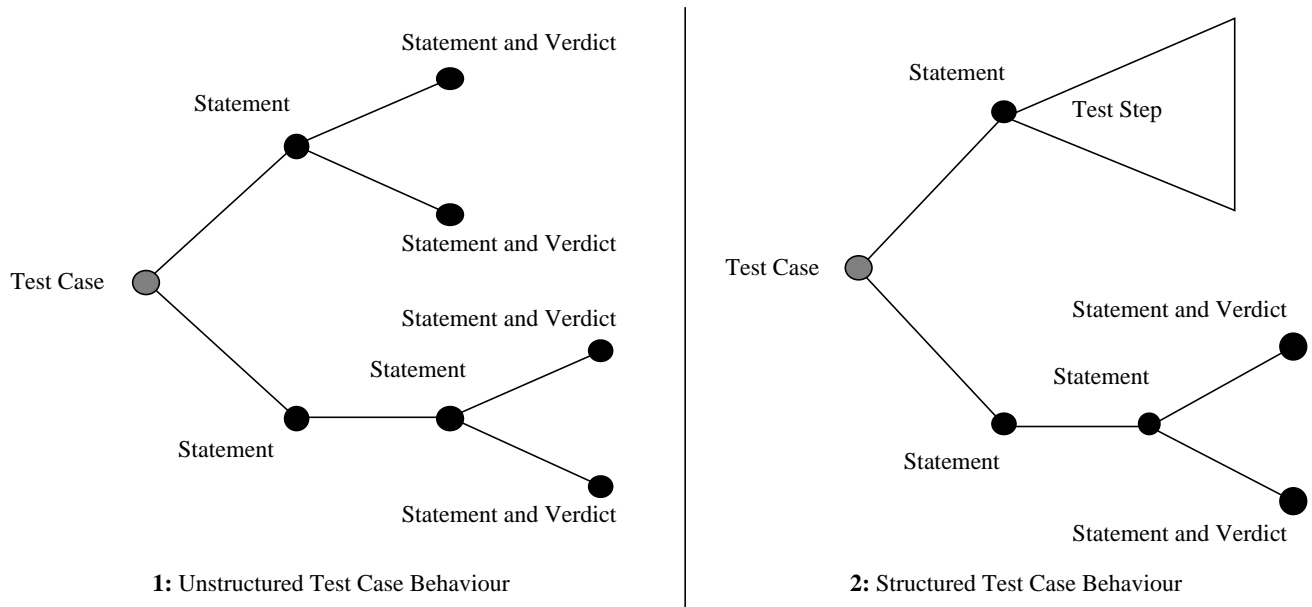 Statement and Verdict
Statement
Statement and Verdict
Test Case
Statement and Verdict
Statement
Statement
Statement and Verdict
1: Unstructured Test Case Behaviour
Statement
Test Step
Test Case
Statement and Verdict
Statement
Statement
Statement and Verdict
2: Structured Test Case Behaviour